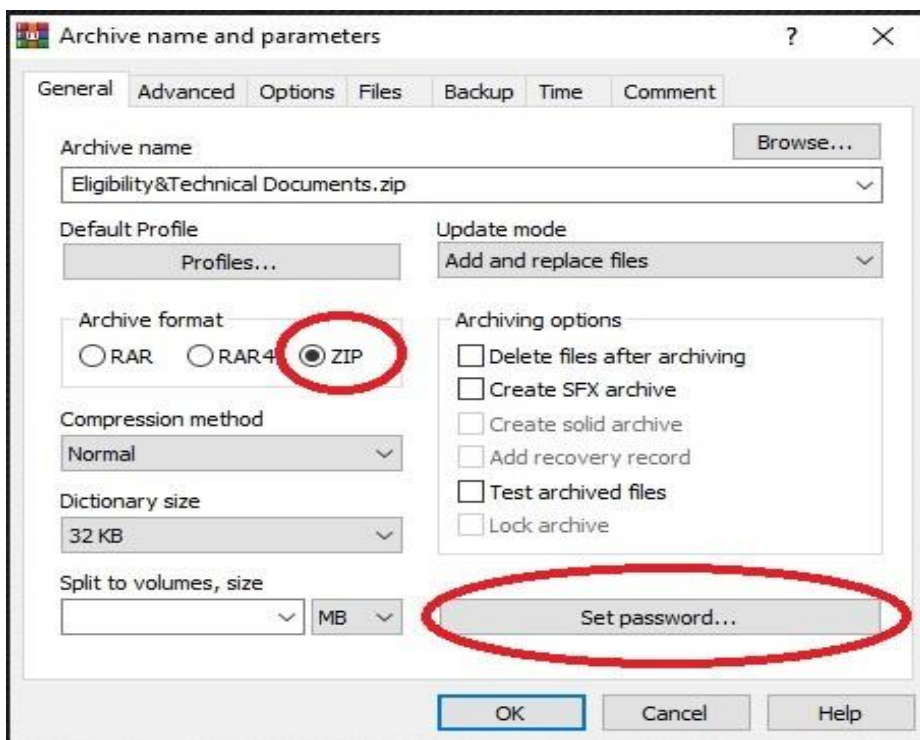 Archive name and parameters ?
General Advanced Options Files Backup Time Comment
Archive name
Browse...
Eligibility&Technical Documents.zip
Default Profile
Profiles...
Update mode
Add and replace files
Archive format
RAR RAR4 ZIP
Compression method
Normal
Dictionary size
32 KB
Split to volumes, size
MB
Archiving options
Delete files after archiving
Create SFX archive
Create solid archive
Add recovery record
Test archived files
Lock archive
Set password...
OK Cancel Help